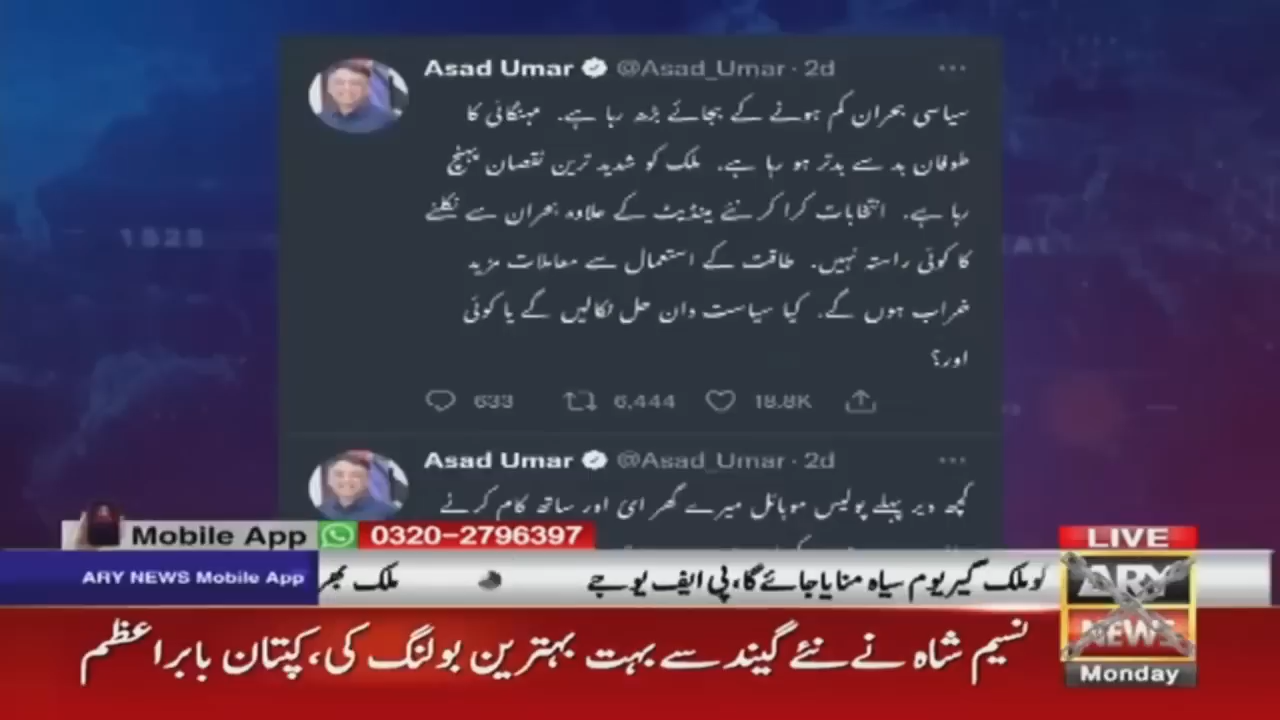 Asad Umar @Asad_Umar · 2d
سیاسی بحران کم ہونے کے بجائے بڑھ رہا ہے۔ مہنگائی کا
طوفان بد سے بدتر ہو رہا ہے۔ ملک کو شدید ترین نقصان پہنچ
رہا ہے۔ انتخابات کرا کر نئے مینڈیٹ کے علاوہ بحران سے نکلنے
کا کوئی راستہ نہیں۔ طاقت کے استعمال سے معاملات مزید
خراب ہوں گے۔ کیا سیاست دان حل نکالیں گے یا کوئی
اور؟
633 6,444 18.8K
Asad Umar @Asad_Umar · 2d
کچھ دیر پہلے پولیس موبائل میرے گھر ای اور ساتھ کام کرنے
Mobile App 0320-2796397
LIVE
ARY NEWS Mobile App
کو ملک گیر یوم سیاہ منایا جائے گا، پی ایف یو جے
ملک بھر
ARY
NEWS
نسیم شاہ نے نئے گیند سے بہت بہترین بولنگ کی، کپتان بابر اعظم
Monday